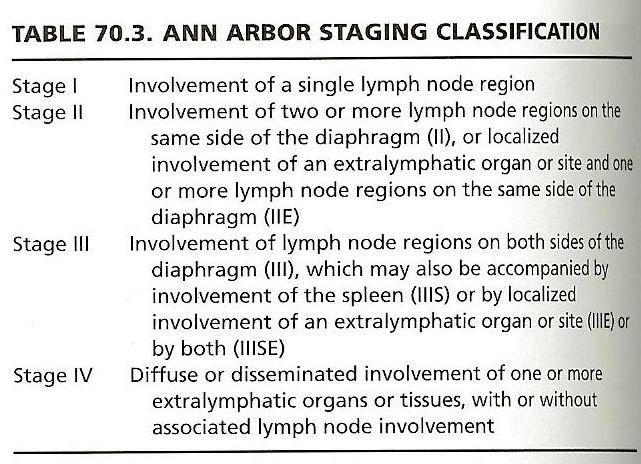 TABLE 70.3. ANN ARBOR STAGING CLASSIFICATION
Stage I Involvement of a single lymph node region
Stage II Involvement of two or more lymph node regions on the
same side of the diaphragm (II), or localized
involvement of an extralymphatic organ or site and one
or more lymph node regions on the same side of the
diaphragm (IIE)
Stage III Involvement of lymph node regions on both sides of the
diaphragm (III), which may also be accompanied by
involvement of the spleen (IIIS) or by localized
involvement of an extralymphatic organ or site (IIIE) or
by both (IIISE)
Stage IV Diffuse or disseminated involvement of one or more
extralymphatic organs or tissues, with or without
associated lymph node involvement